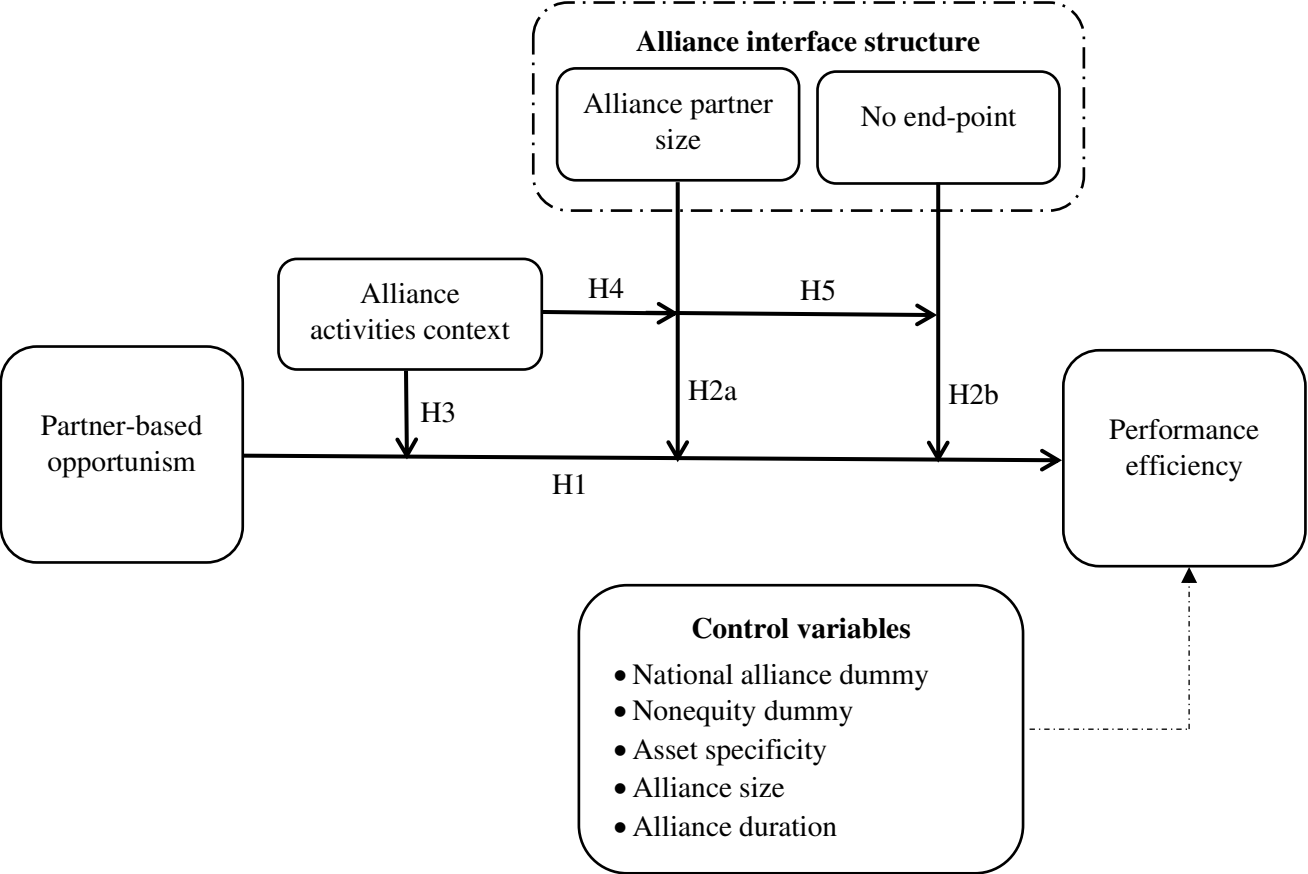 Alliance interface structure
Alliance partner
size
No end-point
Alliance
activities context
H4
H5
H3
H2a
H2b
Partner-based
opportunism
H1
Performance
efficiency
Control variables
• National alliance dummy
• Nonequity dummy
• Asset specificity
• Alliance size
• Alliance duration